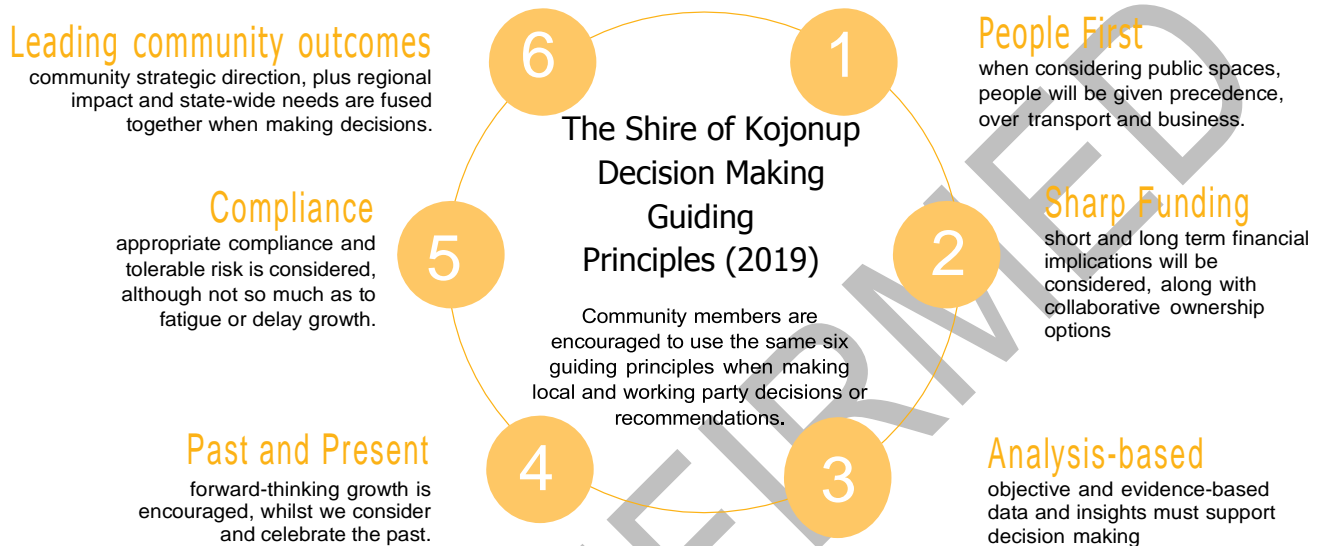 The Shire of Kojonup
Decision Making
Guiding
Principles (2019)
Community members are
encouraged to use the same six
guiding principles when making
local and working party decisions or
recommendations.
1
People First
when considering public spaces,
people will be given precedence,
over transport and business.
2
Sharp Funding
short and long term financial
implications will be
considered, along with
collaborative ownership
options
3
Analysis-based
objective and evidence-based
data and insights must support
decision making
4
Past and Present
forward-thinking growth is
encouraged, whilst we consider
and celebrate the past.
5
Compliance
appropriate compliance and
tolerable risk is considered,
although not so much as to
fatigue or delay growth.
6
Leading community outcomes
community strategic direction, plus regional
impact and state-wide needs are fused
together when making decisions.
FIRMED